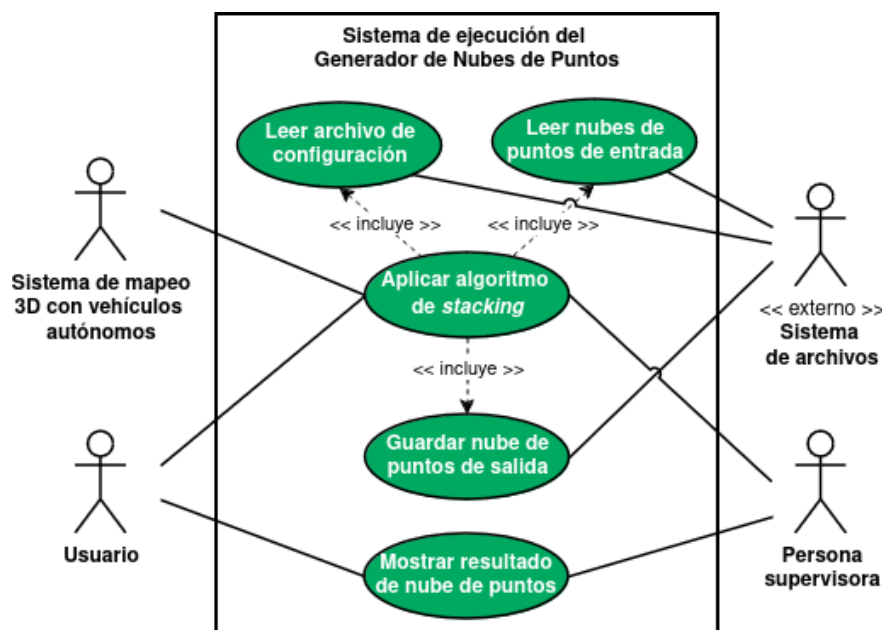 Sistema de ejecución del
Generador de Nubes de Puntos
Leer archivo de
configuración
Leer nubes de
puntos de entrada
<< incluye >>
<< incluye >>
Sistema de mapeo
3D con vehículos
autónomos
Aplicar algoritmo
de stacking
<< externo >>
Sistema
de archivos
<< incluye >>
Guardar nube de
puntos de salida
Usuario
Mostrar resultado
de nube de puntos
Persona
supervisora